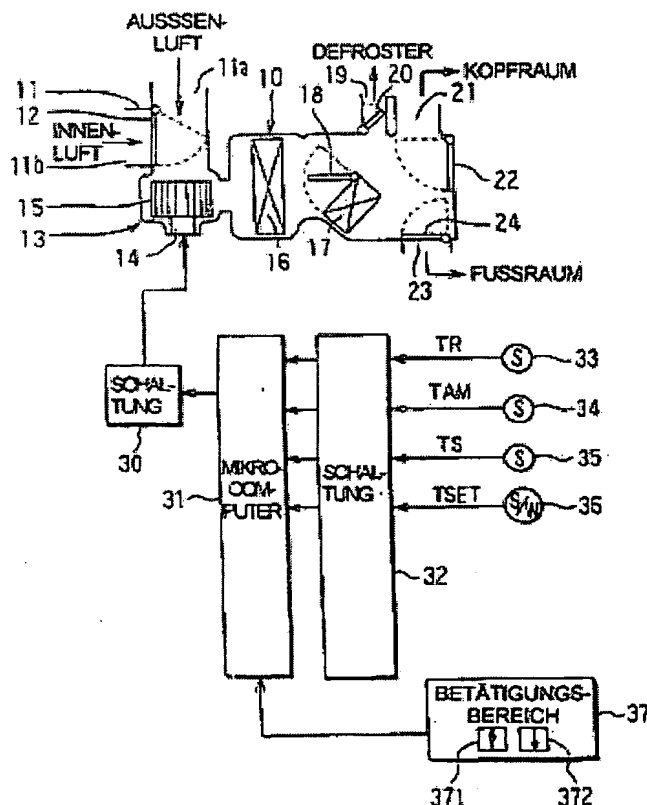 AUSSSEN-
LUFT
11a
10
DEFROSTER
19
20
KOPFRAUM
21
11
12
18
INNEN-
LUFT
11b
15
22
24
13
14
16
17
23
FUSSRAUM
SCHAL-
TUNG
30
31
MIKRO-
COM-
PUTER
SCHAL-
TUNG
32
TR
S
33
TAM
S
34
TS
S
35
TSET
S/W
36
BETÄTIGUNGS-
BEREICH
37
371
372